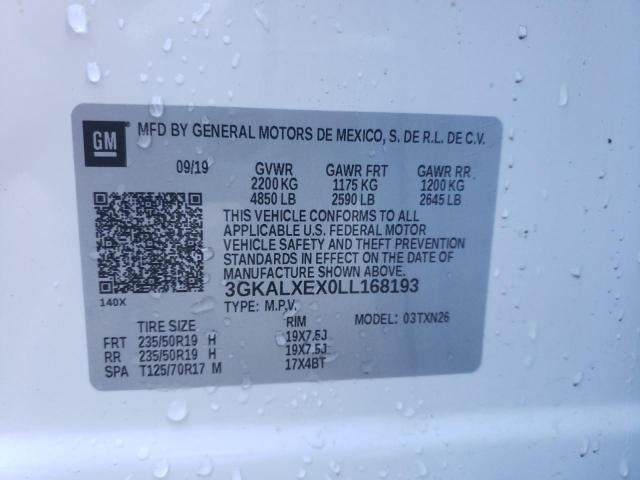 GM
MFD BY GENERAL MOTORS DE MEXICO, S. DE R.L. DE C.V.
09/19 GVWR GAWR FRT GAWR RR
2200 KG 1175 KG 1200 KG
4850 LB 2590 LB 2645 LB
THIS VEHICLE CONFORMS TO ALL
APPLICABLE U.S. FEDERAL MOTOR
VEHICLE SAFETY AND THEFT PREVENTION
STANDARDS IN EFFECT ON THE DATE OF
MANUFACTURE SHOWN ABOVE.
3GKALXEX0LL168193
140X
TYPE: M.P.V.
TIRE SIZE RIM MODEL: 03TXN26
FRT 235/50R19 H 19X7.5J
RR 235/50R19 H 19X7.5J
SPA T125/70R17 M 17X4BT